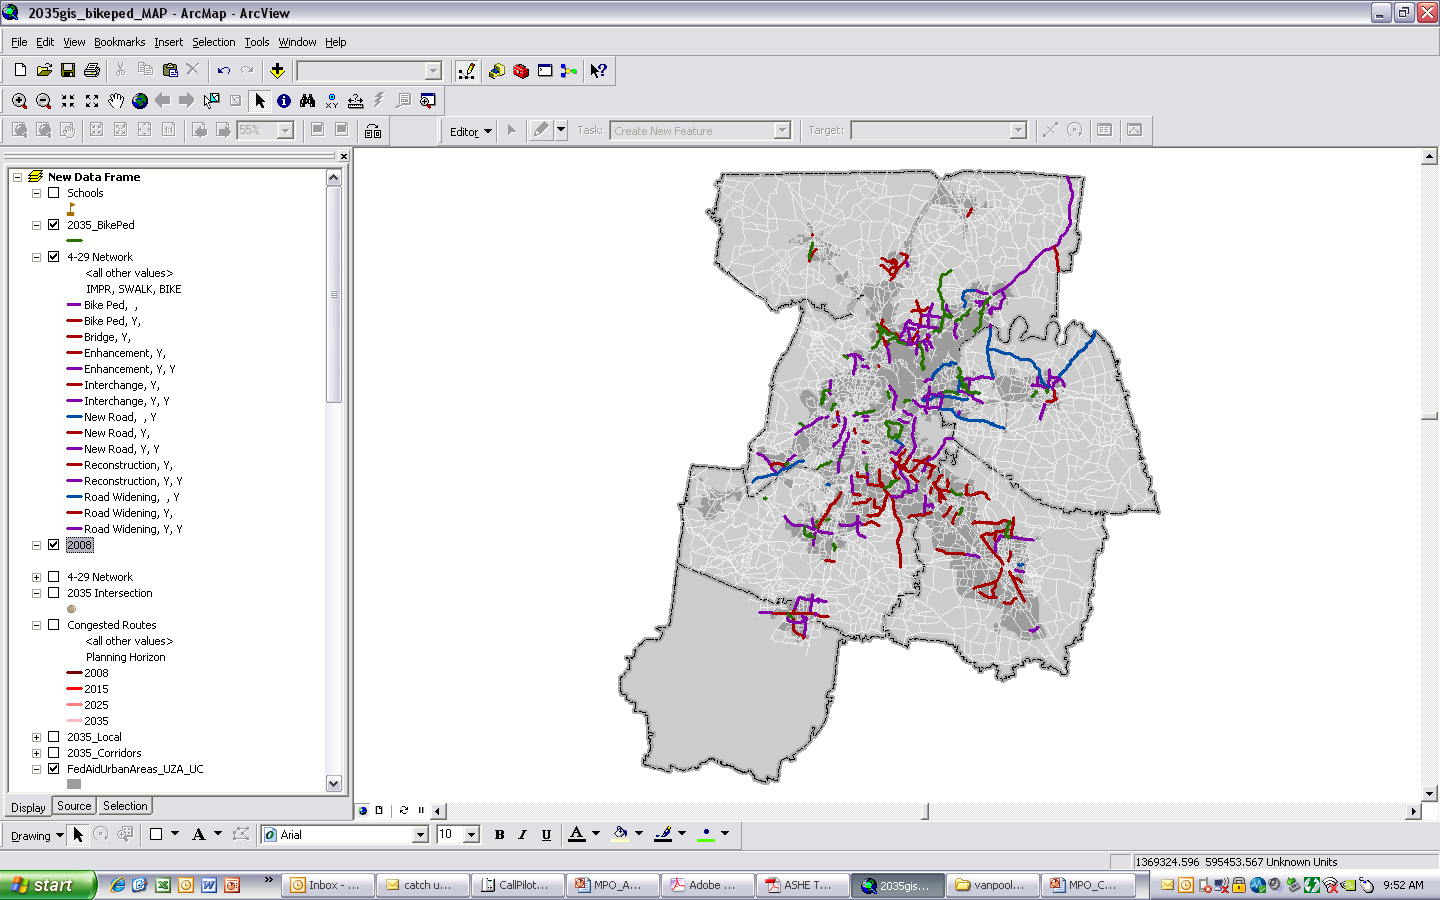 2035gis_bikeped_MAP - ArcMap - ArcView
File Edit View Bookmarks Insert Selection Tools Window Help
55% Editor Task: Create New Feature Target:
New Data Frame
Schools
2035_BikePed
4-29 Network
<all other values>
IMPR, SWALK, BIKE
Bike Ped, ,
Bike Ped, Y,
Bridge, Y,
Enhancement, Y,
Enhancement, Y, Y
Interchange, Y,
Interchange, Y, Y
New Road, , Y
New Road, Y,
New Road, Y, Y
Reconstruction, Y,
Reconstruction, Y, Y
Road Widening, , Y
Road Widening, Y,
Road Widening, Y, Y
2008
4-29 Network
2035 Intersection
Congested Routes
<all other values>
Planning Horizon
2008
2015
2025
2035
2035_Local
2035_Corridors
FedAidUrbanAreas_UZA_UC
Display Source Selection
Drawing A Arial 10 B I U A
1369324.596 595453.567 Unknown Units
start Inbox - ... catch u... CallPilot... MPO_A... Adobe ... ASHE T... 2035gis... vanpool... MPO_C... 9:52 AM